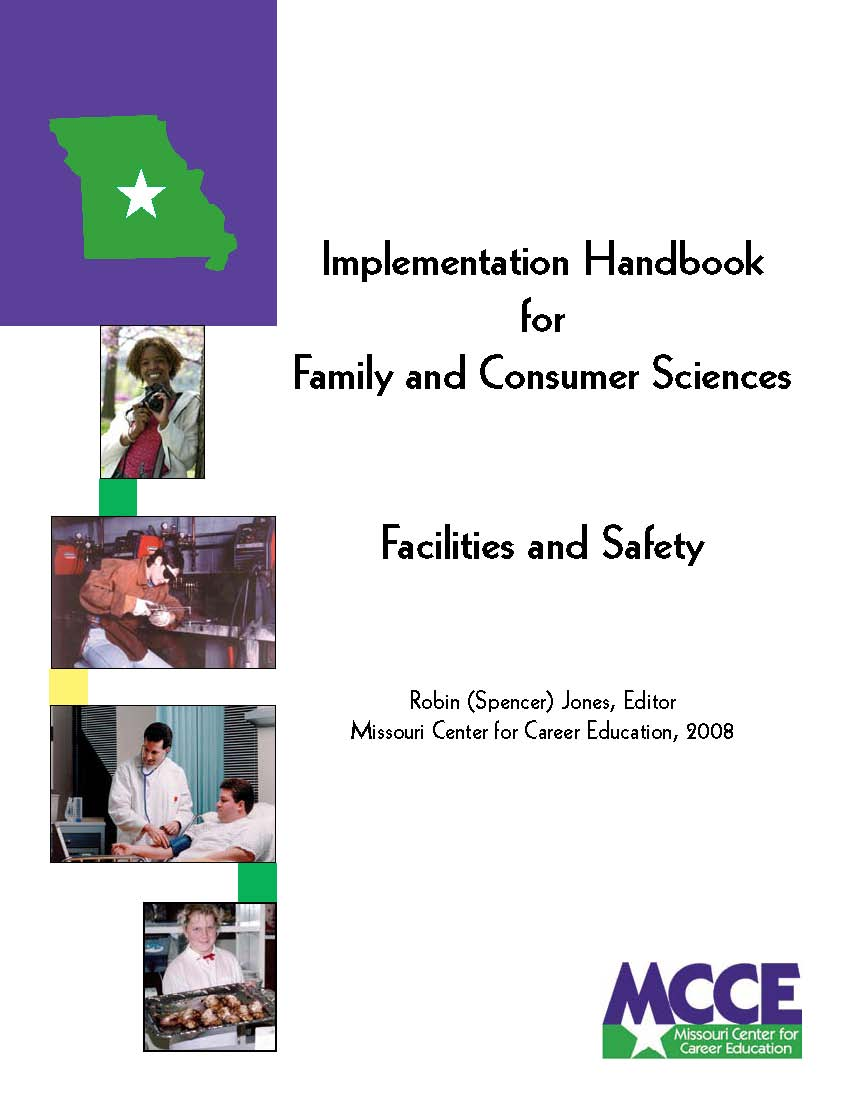 Implementation Handbook
for
Family and Consumer Sciences
Facilities and Safety
Robin (Spencer) Jones, Editor
Missouri Center for Career Education, 2008
MCCE
Missouri Center for
Career Education